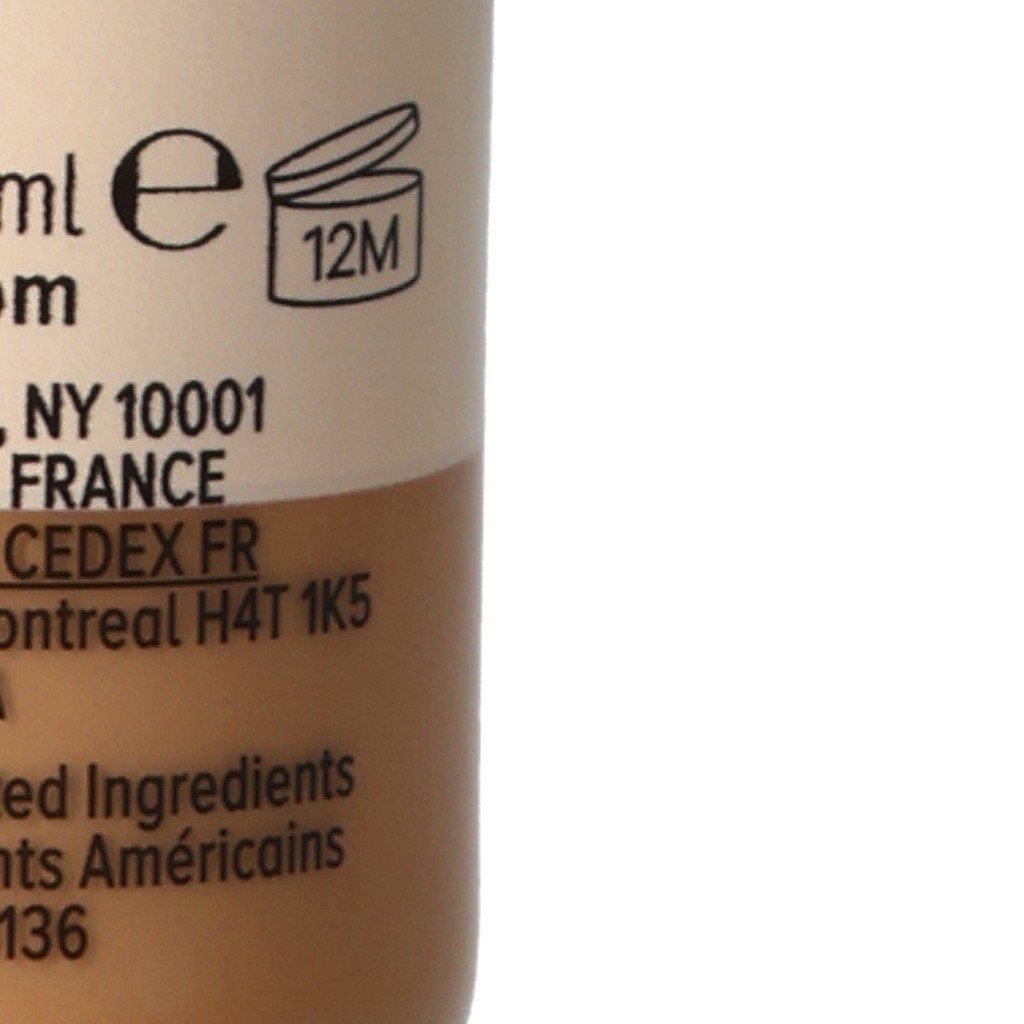 ml e 12M
om
, NY 10001
FRANCE
CEDEX FR
ontreal H4T 1K5
A
ted Ingredients
nts Américains
136